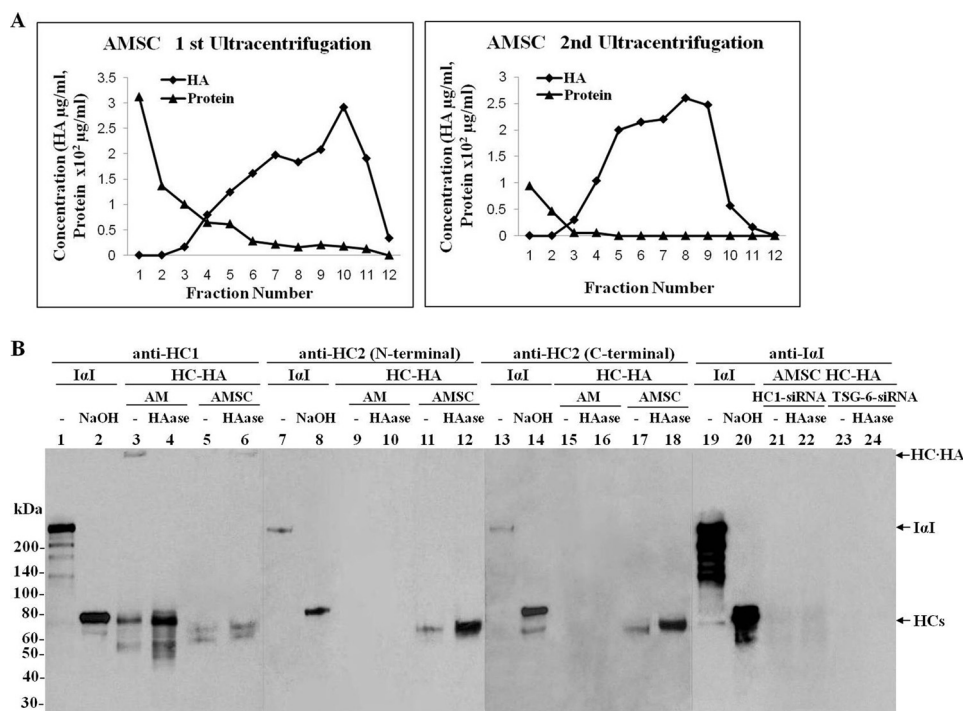 A
AMSC 1 st Ultracentrifugation
Concentration (HA µg/ml,
Protein x10² µg/ml)
3.5
3
2.5
2
1.5
1
0.5
0
HA
Protein
1 2 3 4 5 6 7 8 9 10 11 12
Fraction Number
AMSC 2nd Ultracentrifugation
Concentration (HA µg/ml,
Protein x10² µg/ml)
3
2.5
2
1.5
1
0.5
0
HA
Protein
1 2 3 4 5 6 7 8 9 10 11 12
Fraction Number
B
anti-HC1 anti-HC2 (N-terminal) anti-HC2 (C-terminal) anti-IαI
IαI HC-HA IαI HC-HA IαI HC-HA IαI AMSC HC-HA
AM AMSC AM AMSC AM AMSC HC1-siRNA TSG-6-siRNA
- NaOH - HAase - HAase - NaOH - HAase - HAase - NaOH - HAase - HAase - NaOH - HAase - HAase
1 2 3 4 5 6 7 8 9 10 11 12 13 14 15 16 17 18 19 20 21 22 23 24
HC·HA
kDa
IαI
200-
140-
100-
80-
HCs
60-
50-
40-
30-